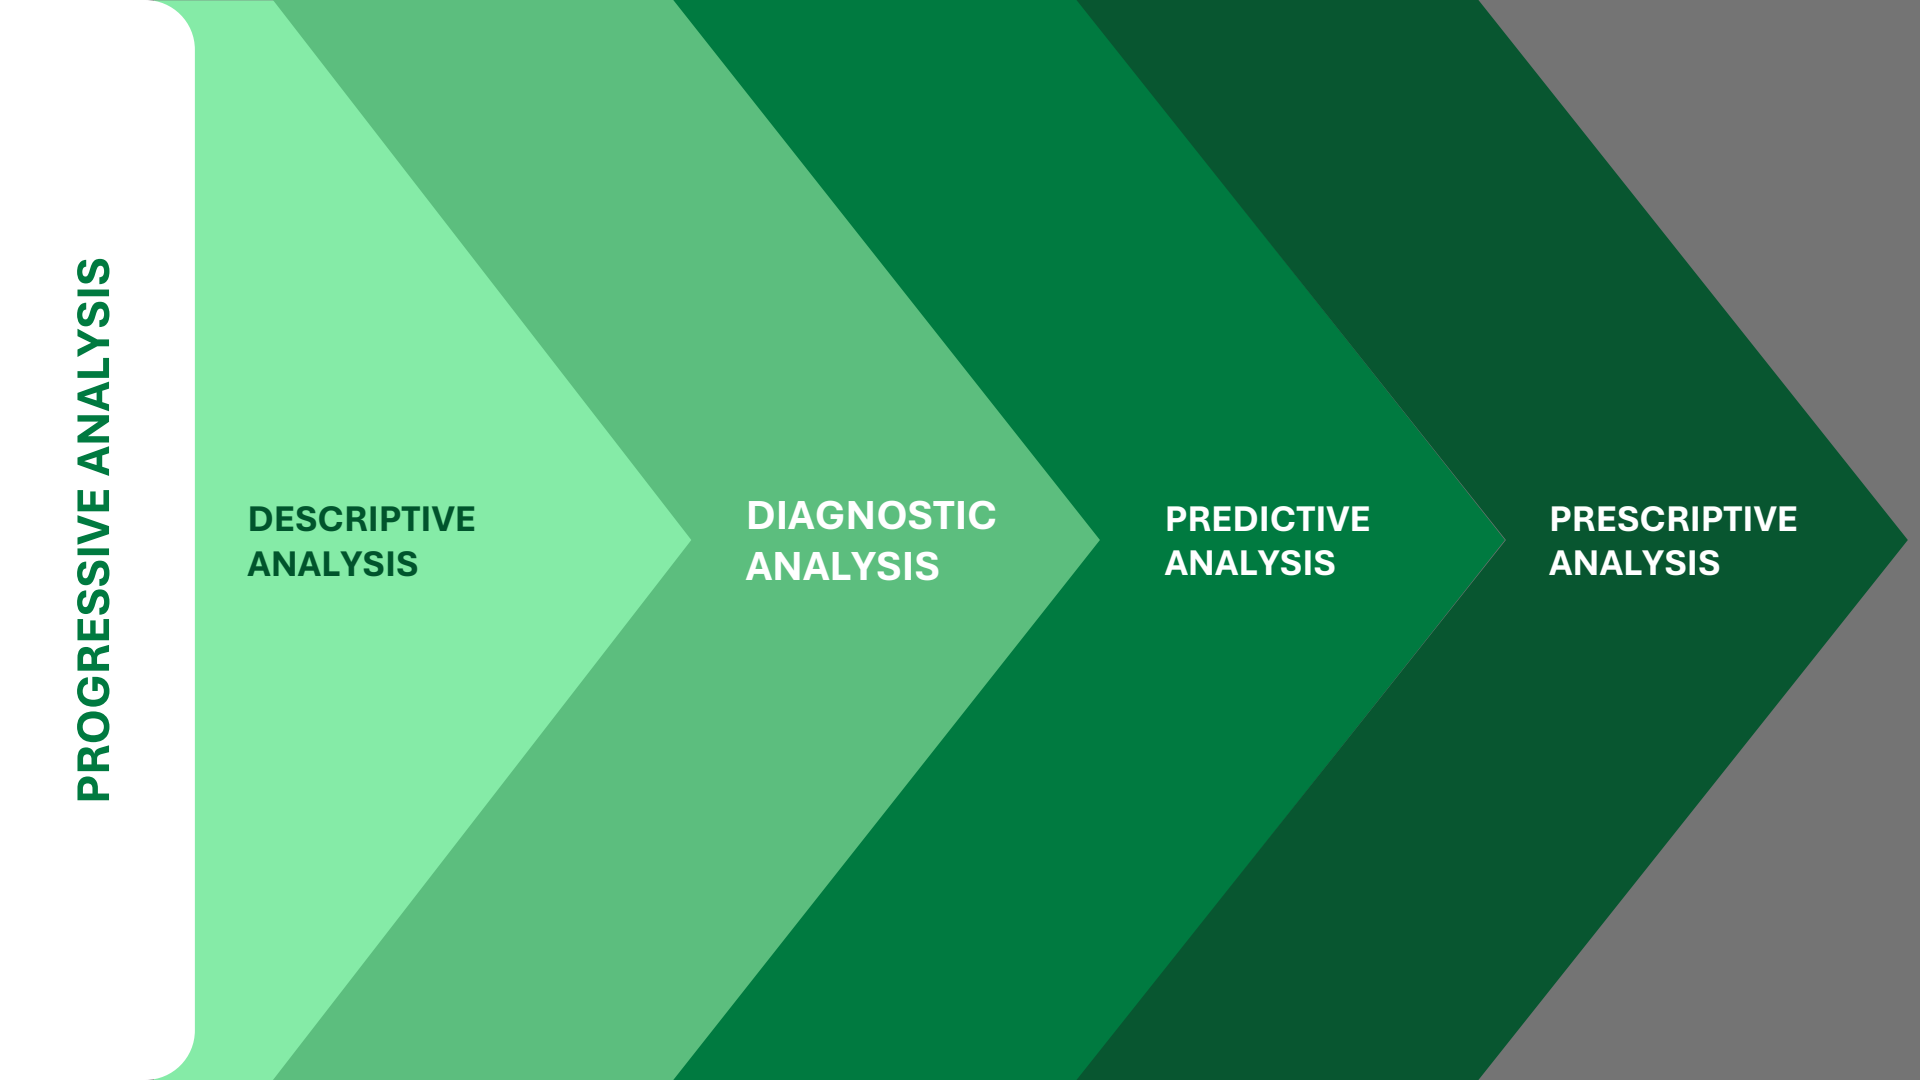 PROGRESSIVE ANALYSIS
DESCRIPTIVE
ANALYSIS
DIAGNOSTIC
ANALYSIS
PREDICTIVE
ANALYSIS
PRESCRIPTIVE
ANALYSIS